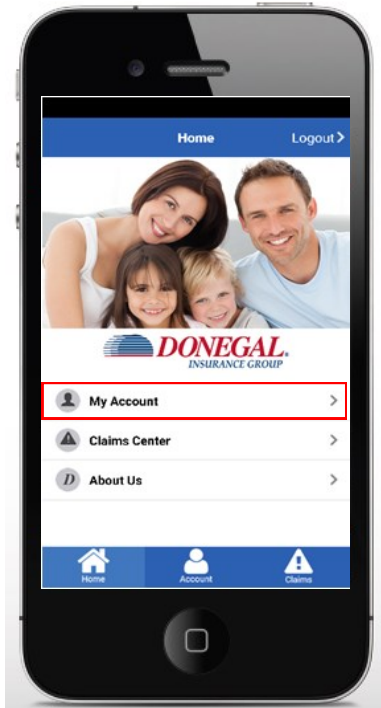 Home
Logout
DONEGAL®
INSURANCE GROUP
My Account
Claims Center
D About Us
Home
Account
Claims